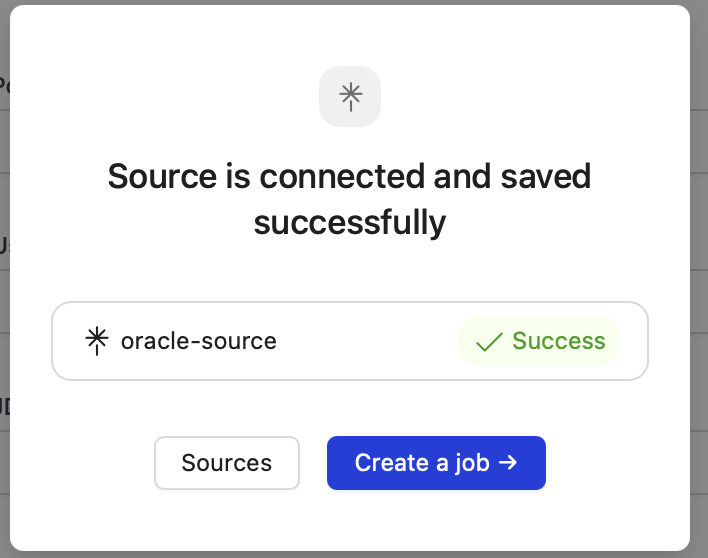 Source is connected and saved
successfully
oracle-source
Success
Sources
Create a job →